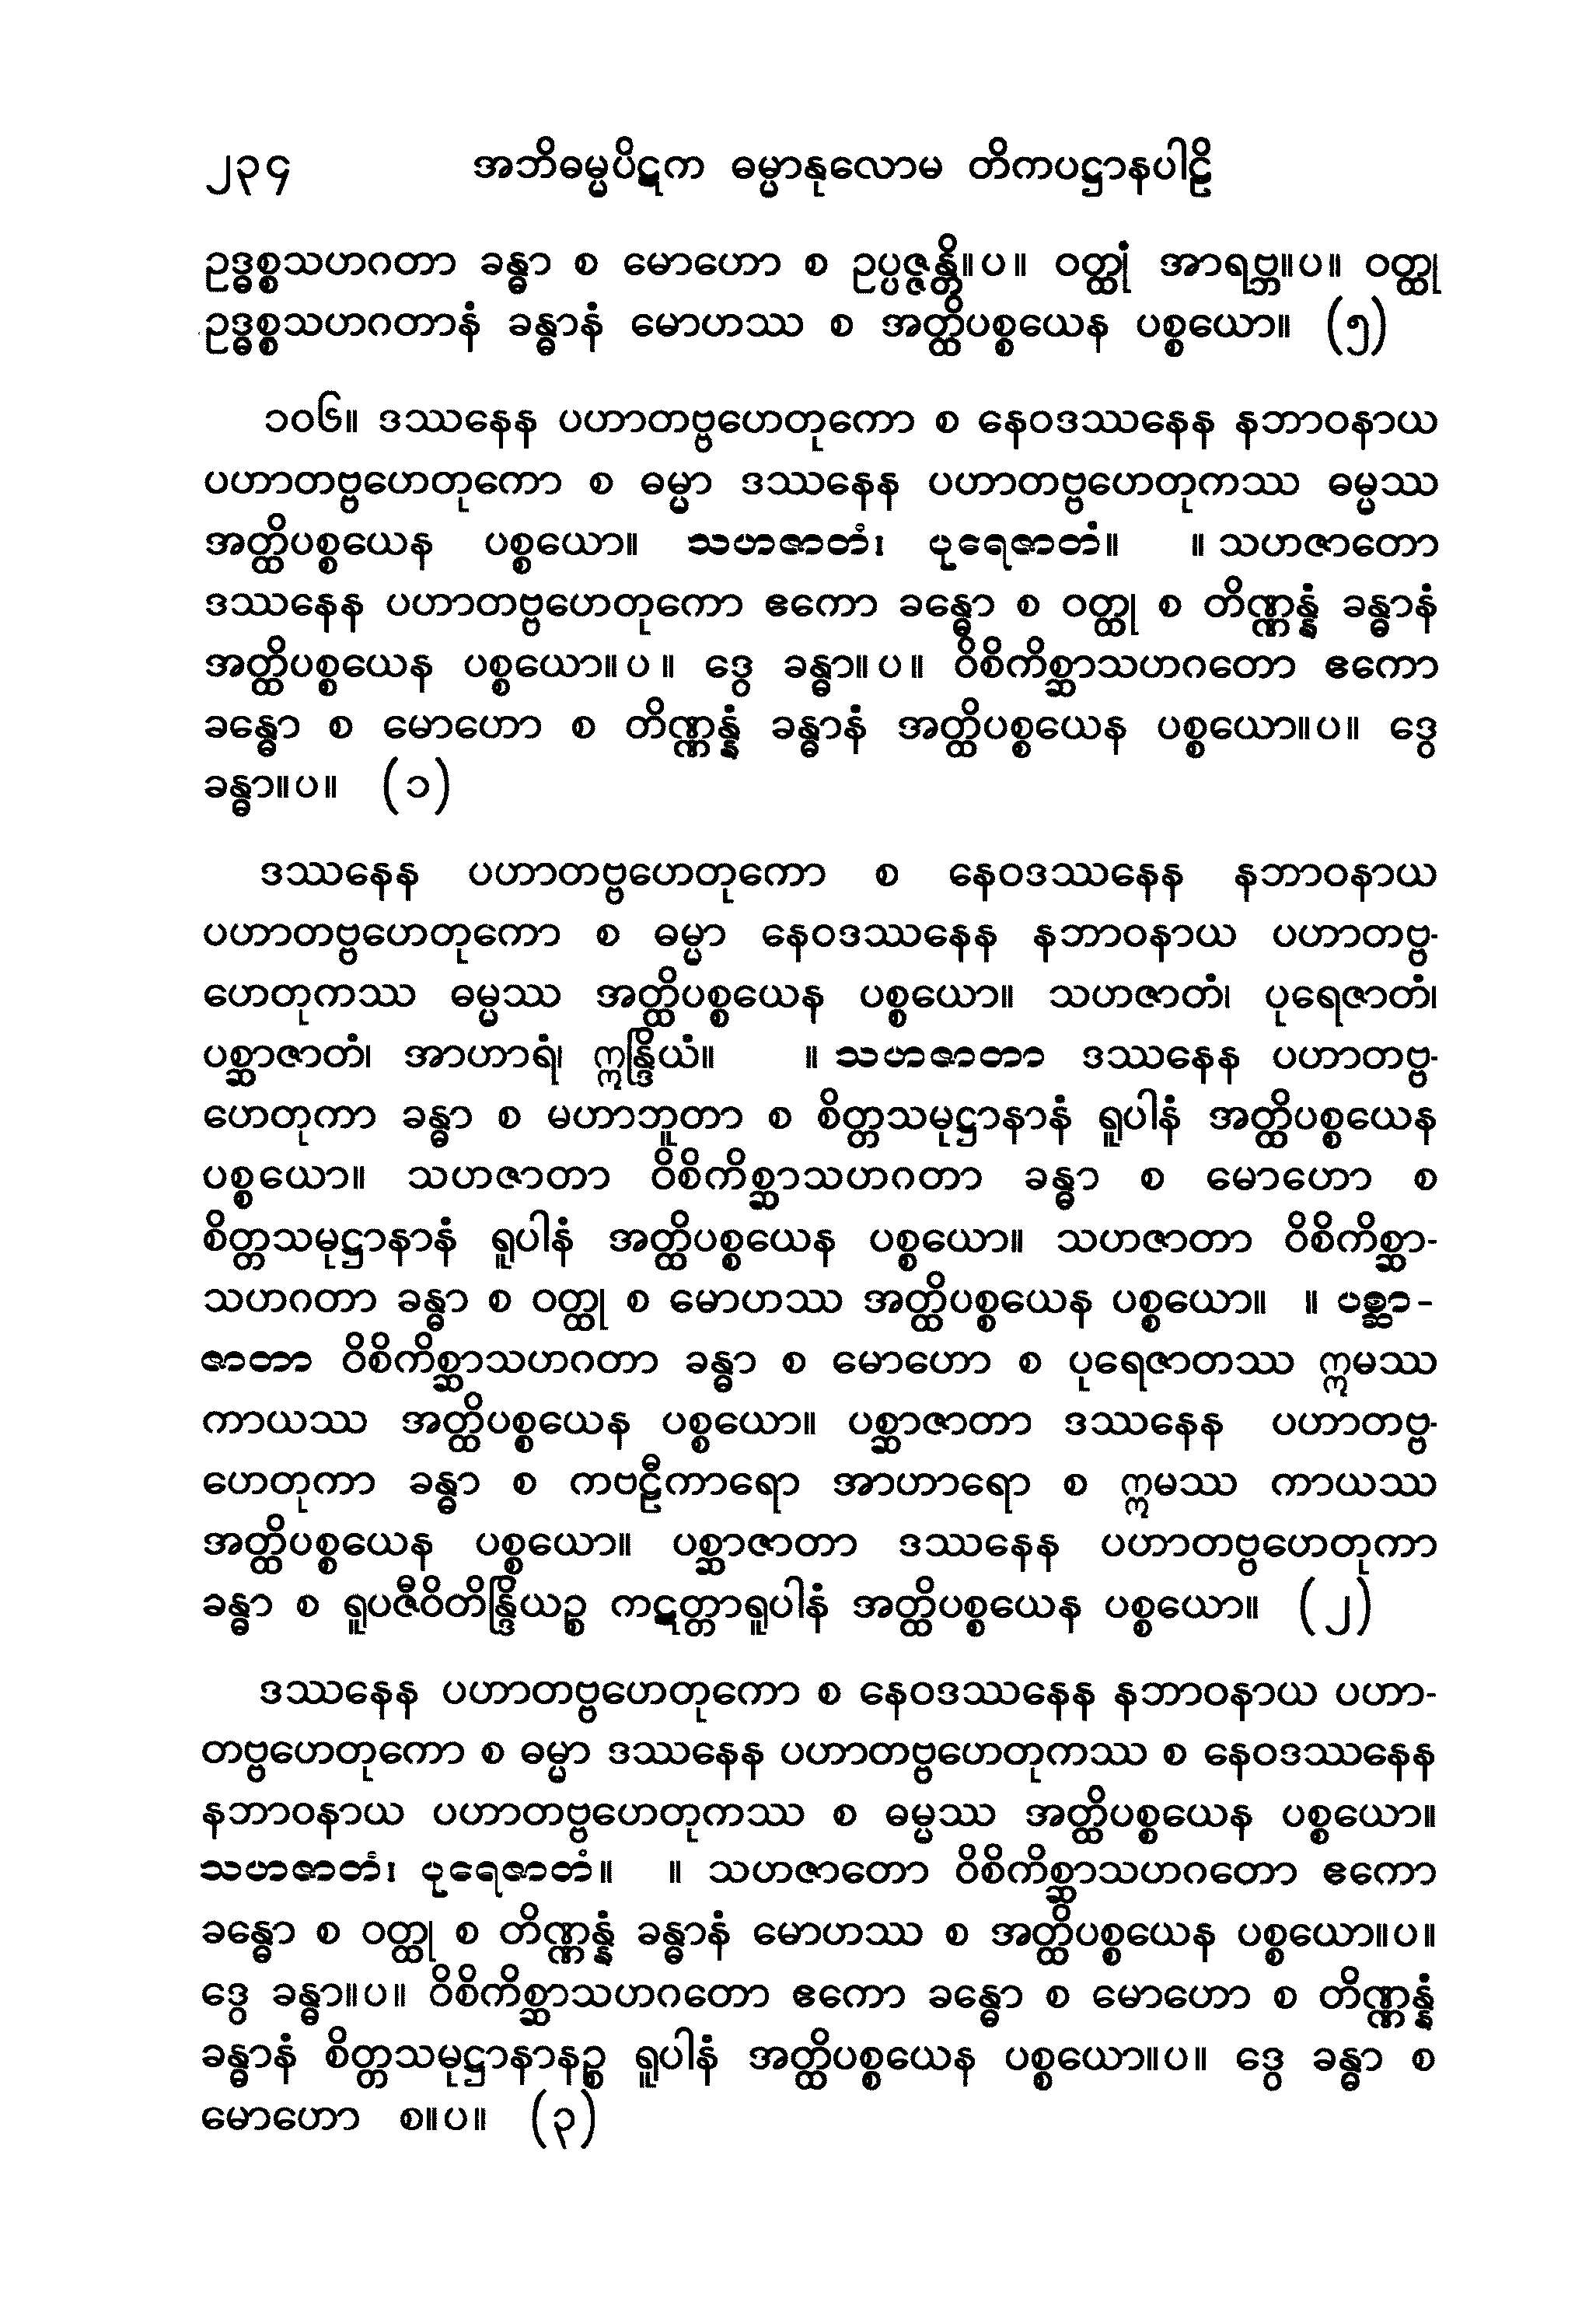 ၂၃၄ အဘိဓမ္မပိဋက ဓမ္မာနုလောမ တိကပဋ္ဌာနပါဠိ
ဥဒ္ဓစ္စသဟဂတာ ခန္ဓာ စ မောဟော စ ဥပ္ပဇ္ဇန္တိ။ပ။ ဝတ္ထုံ အာရဗ္ဘ။ပ။ ဝတ္ထု
ဥဒ္ဓစ္စသဟဂတာနံ ခန္ဓာနံ မောဟဿ စ အတ္ထိပစ္စယေန ပစ္စယော။ (၅)
၁၀၆။ ဒဿနေန ပဟာတဗ္ဗဟေတုကော စ နေဝဒဿနေန နဘာဝနာယ
ပဟာတဗ္ဗဟေတုကော စ ဓမ္မာ ဒဿနေန ပဟာတဗ္ဗဟေတုကဿ ဓမ္မဿ
အတ္ထိပစ္စယေန ပစ္စယော။ သဟဇာတံ၊ ပုရေဇာတံ။ ။ သဟဇာတော
ဒဿနေန ပဟာတဗ္ဗဟေတုကော ဧကော ခန္ဓော စ ဝတ္ထု စ တိဏ္ဏန္နံ ခန္ဓာနံ
အတ္ထိပစ္စယေန ပစ္စယော။ပ။ ဒွေ ခန္ဓာ။ပ။ ဝိစိကိစ္ဆာသဟဂတော ဧကော
ခန္ဓော စ မောဟော စ တိဏ္ဏန္နံ ခန္ဓာနံ အတ္ထိပစ္စယေန ပစ္စယော။ပ။ ဒွေ
ခန္ဓာ။ပ။ (၁)
ဒဿနေန ပဟာတဗ္ဗဟေတုကော စ နေဝဒဿနေန နဘာဝနာယ
ပဟာတဗ္ဗဟေတုကော စ ဓမ္မာ နေဝဒဿနေန နဘာဝနာယ ပဟာတဗ္ဗ-
ဟေတုကဿ ဓမ္မဿ အတ္ထိပစ္စယေန ပစ္စယော။ သဟဇာတံ၊ ပုရေဇာတံ၊
ပစ္ဆာဇာတံ၊ အာဟာရံ၊ ဣန္ဒြိယံ။ ။ သဟဇာတာ ဒဿနေန ပဟာတဗ္ဗ-
ဟေတုကာ ခန္ဓာ စ မဟာဘူတာ စ စိတ္တသမုဋ္ဌာနာနံ ရူပါနံ အတ္ထိပစ္စယေန
ပစ္စယော။ သဟဇာတာ ဝိစိကိစ္ဆာသဟဂတာ ခန္ဓာ စ မောဟော စ
စိတ္တသမုဋ္ဌာနာနံ ရူပါနံ အတ္ထိပစ္စယေန ပစ္စယော။ သဟဇာတာ ဝိစိကိစ္ဆာ-
သဟဂတာ ခန္ဓာ စ ဝတ္ထု စ မောဟဿ အတ္ထိပစ္စယေန ပစ္စယော။ ။ ပစ္ဆာ-
ဇာတာ ဝိစိကိစ္ဆာသဟဂတာ ခန္ဓာ စ မောဟော စ ပုရေဇာတဿ ဣမဿ
ကာယဿ အတ္ထိပစ္စယေန ပစ္စယော။ ပစ္ဆာဇာတာ ဒဿနေန ပဟာတဗ္ဗ-
ဟေတုကာ ခန္ဓာ စ ကဗဠီကာရော အာဟာရော စ ဣမဿ ကာယဿ
အတ္ထိပစ္စယေန ပစ္စယော။ ပစ္ဆာဇာတာ ဒဿနေန ပဟာတဗ္ဗဟေတုကာ
ခန္ဓာ စ ရူပဇီဝိတိန္ဒြိယဉ္စ ကဋတ္တာရူပါနံ အတ္ထိပစ္စယေန ပစ္စယော။ (၂)
ဒဿနေန ပဟာတဗ္ဗဟေတုကော စ နေဝဒဿနေန နဘာဝနာယ ပဟာ-
တဗ္ဗဟေတုကော စ ဓမ္မာ ဒဿနေန ပဟာတဗ္ဗဟေတုကဿ စ နေဝဒဿနေန
နဘာဝနာယ ပဟာတဗ္ဗဟေတုကဿ စ ဓမ္မဿ အတ္ထိပစ္စယေန ပစ္စယော။
သဟဇာတံ၊ ပုရေဇာတံ။ ။ သဟဇာတော ဝိစိကိစ္ဆာသဟဂတော ဧကော
ခန္ဓော စ ဝတ္ထု စ တိဏ္ဏန္နံ ခန္ဓာနံ မောဟဿ စ အတ္ထိပစ္စယေန ပစ္စယော။ပ။
ဒွေ ခန္ဓာ။ပ။ ဝိစိကိစ္ဆာသဟဂတော ဧကော ခန္ဓော စ မောဟော စ တိဏ္ဏန္နံ
ခန္ဓာနံ စိတ္တသမုဋ္ဌာနာနဉ္စ ရူပါနံ အတ္ထိပစ္စယေန ပစ္စယော။ပ။ ဒွေ ခန္ဓာ စ
မောဟော စ။ပ။ (၃)